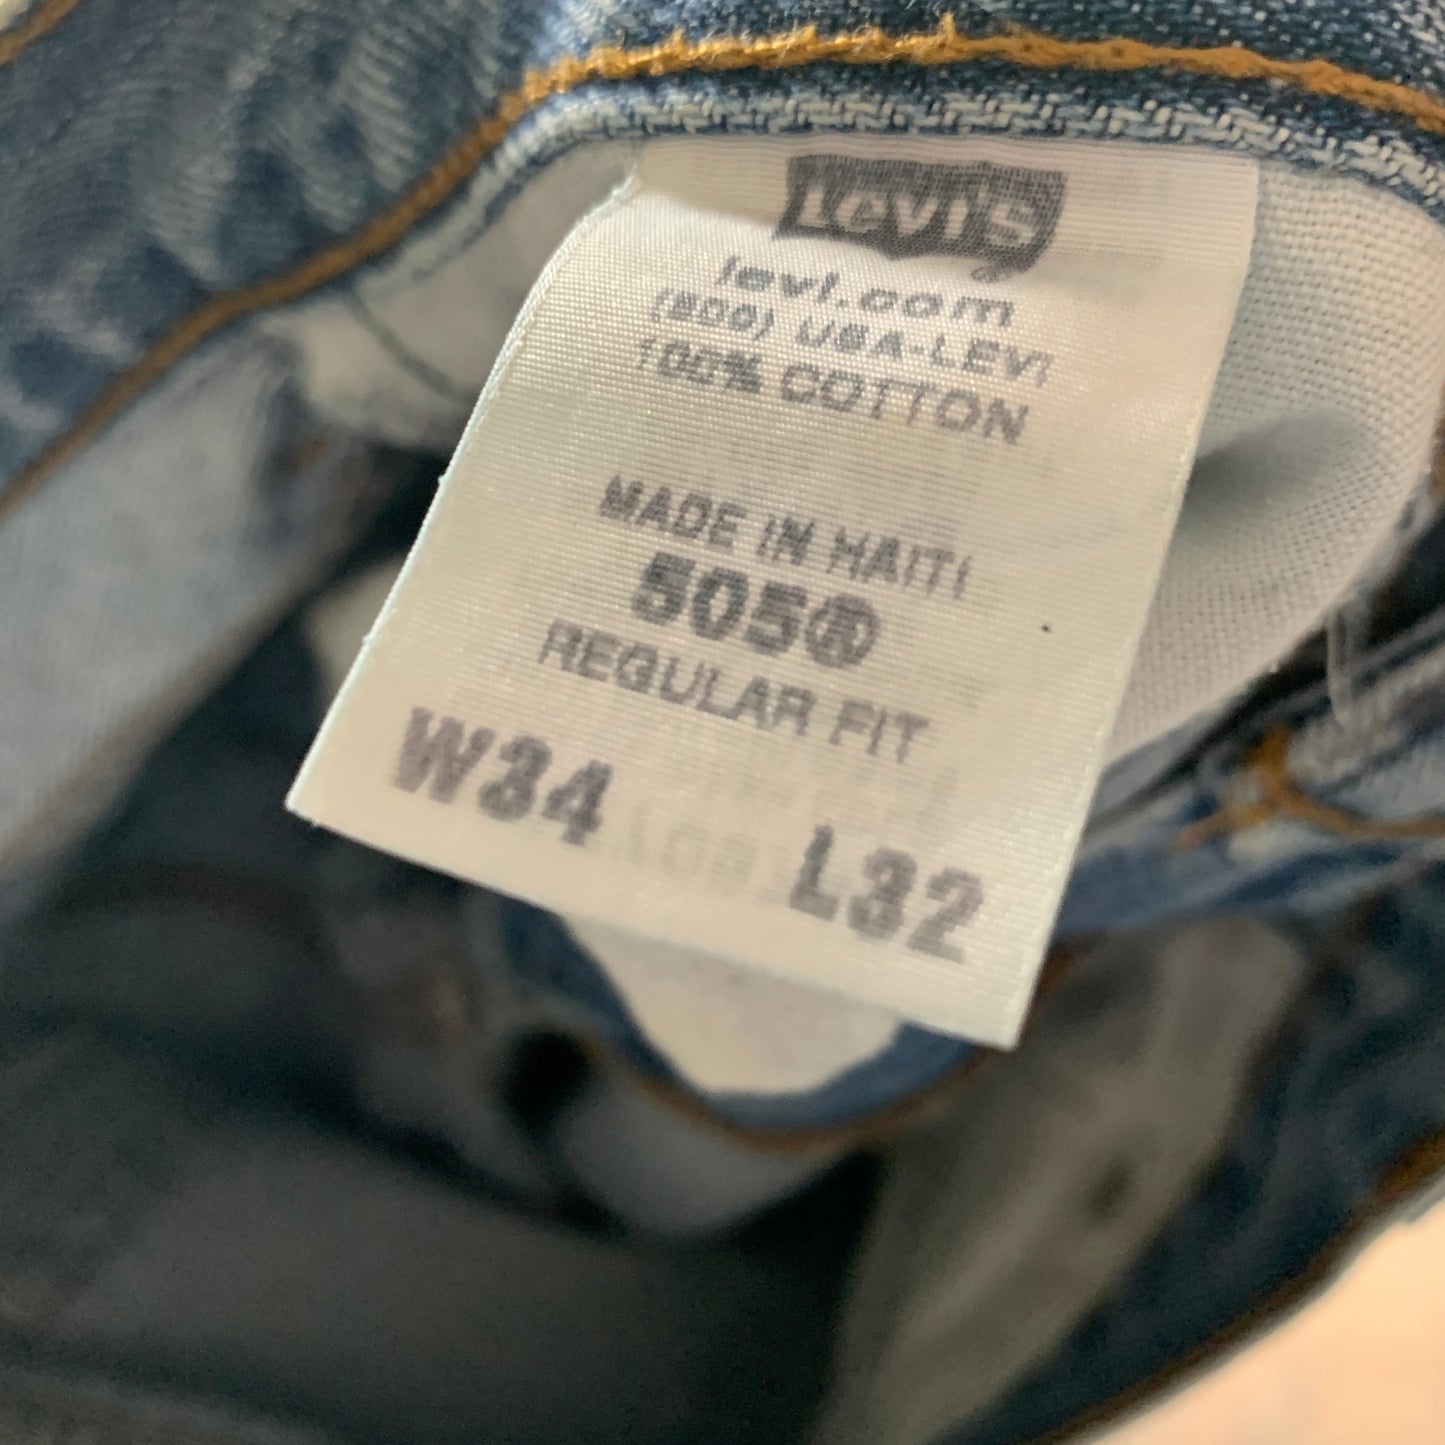 Levi's
levi.com
(800) USA-LEVI
100% COTTON
MADE IN HAITI
505®
REGULAR FIT
W34 L32